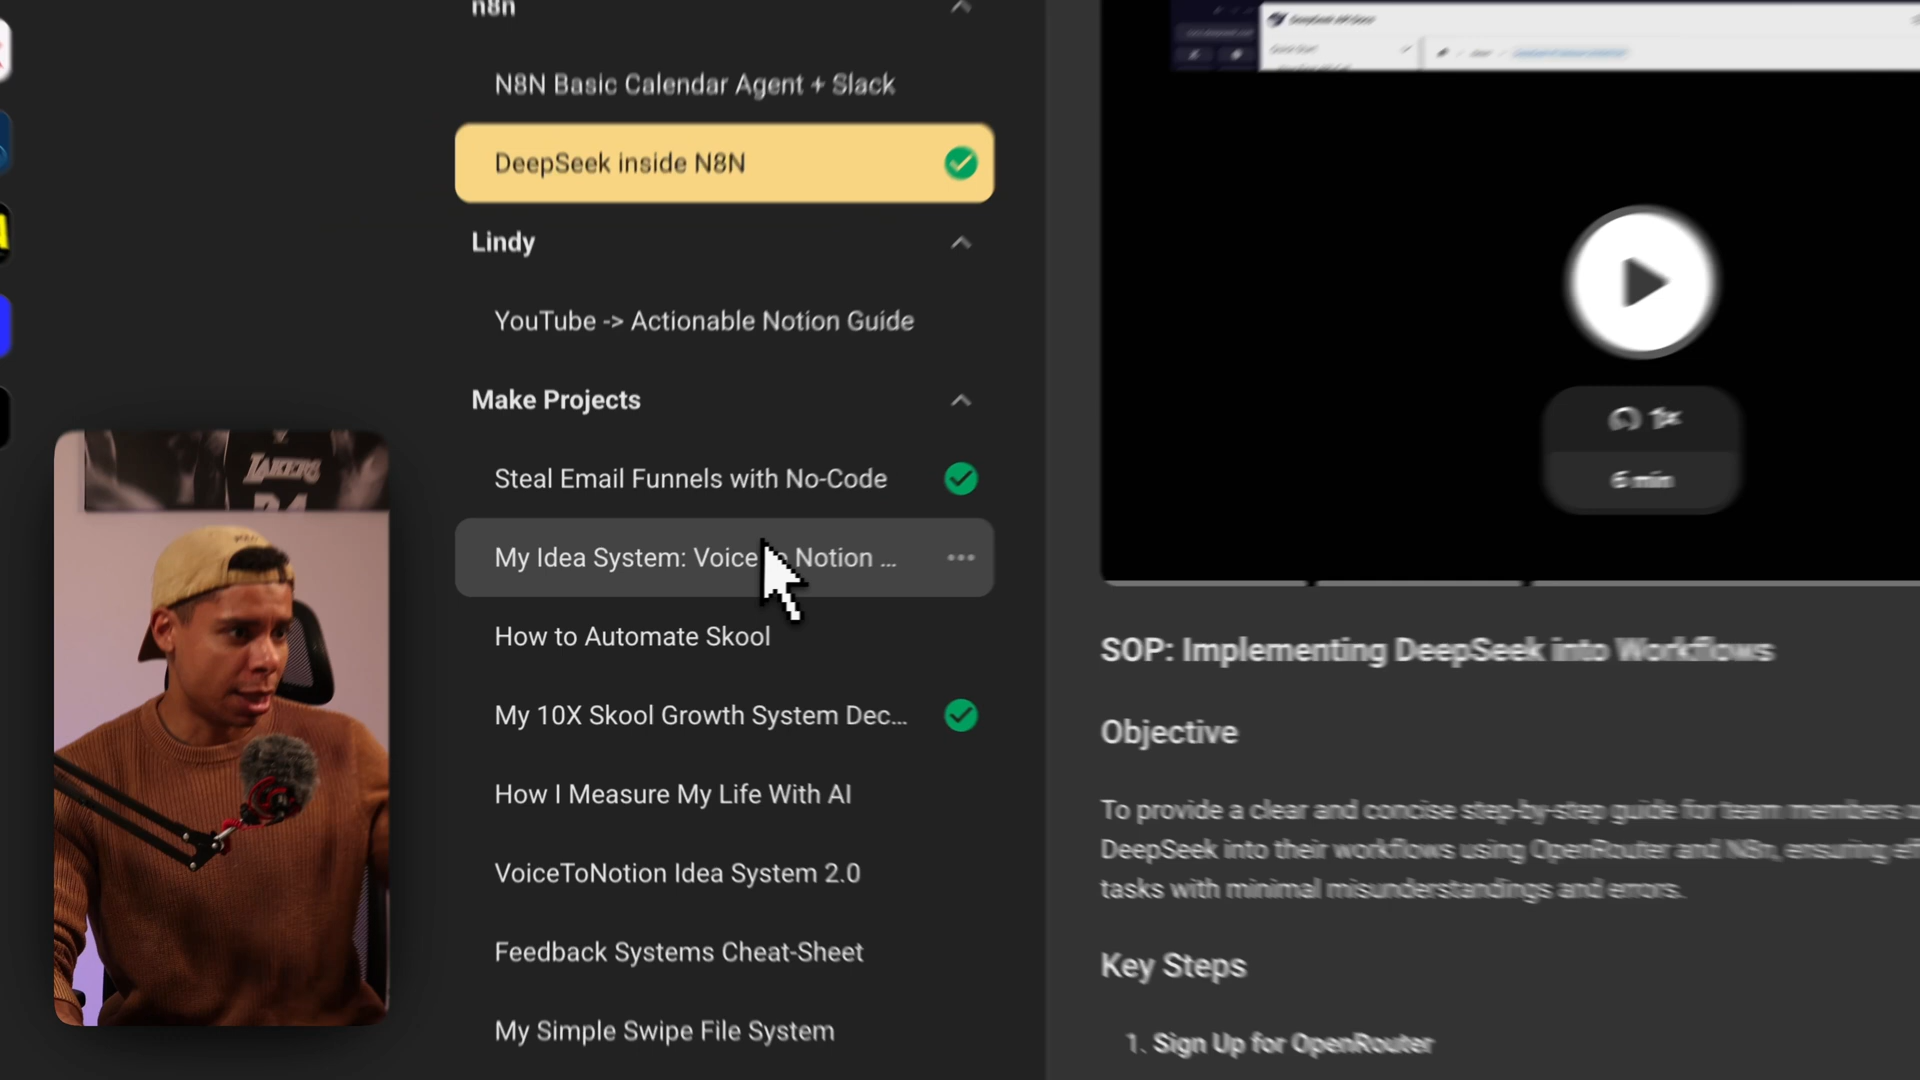 n8n
N8N Basic Calendar Agent + Slack
DeepSeek inside N8N
Lindy
YouTube -> Actionable Notion Guide
Make Projects
Steal Email Funnels with No-Code
My Idea System: Voice Notion ...
How to Automate Skool
My 10X Skool Growth System Dec...
How I Measure My Life With AI
VoiceToNotion Idea System 2.0
Feedback Systems Cheat-Sheet
My Simple Swipe File System
LAKERS
1x
6 min
SOP: Implementing DeepSeek into Workflows
Objective
To provide a clear and concise step-by-step guide for team members
DeepSeek into their workflows using OpenRouter and N8n, ensuring
tasks with minimal misunderstandings and errors.
Key Steps
1. Sign Up for OpenRouter